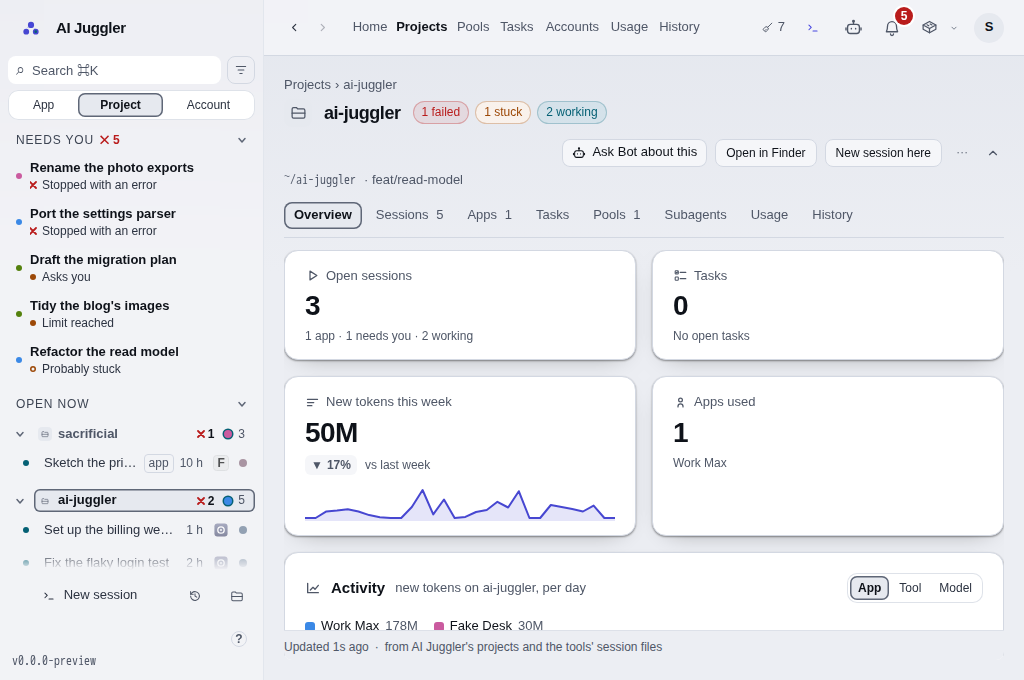 AI Juggler
Search ⌘K
App Project Account
NEEDS YOU 5
Rename the photo exports
Stopped with an error
Port the settings parser
Stopped with an error
Draft the migration plan
Asks you
Tidy the blog's images
Limit reached
Refactor the read model
Probably stuck
OPEN NOW
sacrificial 1 3
Sketch the pri… app 10 h F
ai-juggler 2 5
Set up the billing we… 1 h
Fix the flaky login test 2 h
New session
?
v0.0.0-preview
Home Projects Pools Tasks Accounts Usage History 7 5 S
Projects › ai-juggler
ai-juggler 1 failed 1 stuck 2 working
Ask Bot about this Open in Finder New session here ⋯
~/ai-juggler · feat/read-model
Overview Sessions 5 Apps 1 Tasks Pools 1 Subagents Usage History
Open sessions
3
1 app · 1 needs you · 2 working
Tasks
0
No open tasks
New tokens this week
50M
▼ 17% vs last week
Apps used
1
Work Max
Activity new tokens on ai-juggler, per day App Tool Model
Work Max 178M Fake Desk 30M
Updated 1s ago · from AI Juggler's projects and the tools' session files